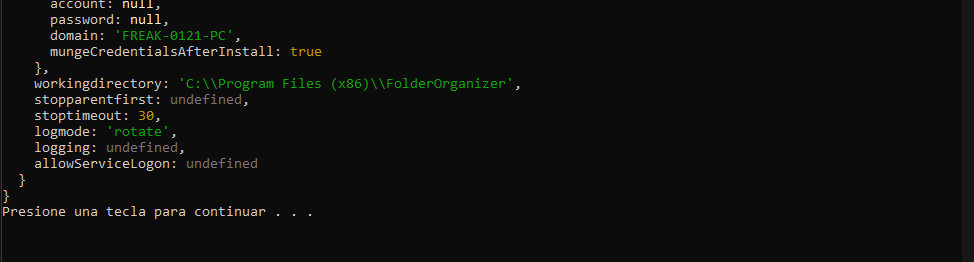 account: null,
password: null,
domain: 'FREAK-0121-PC',
mungeCredentialsAfterInstall: true
},
workingdirectory: 'C:\\Program Files (x86)\\FolderOrganizer',
stopparentfirst: undefined,
stoptimeout: 30,
logmode: 'rotate',
logging: undefined,
allowServiceLogon: undefined
}
}
Presione una tecla para continuar . . .